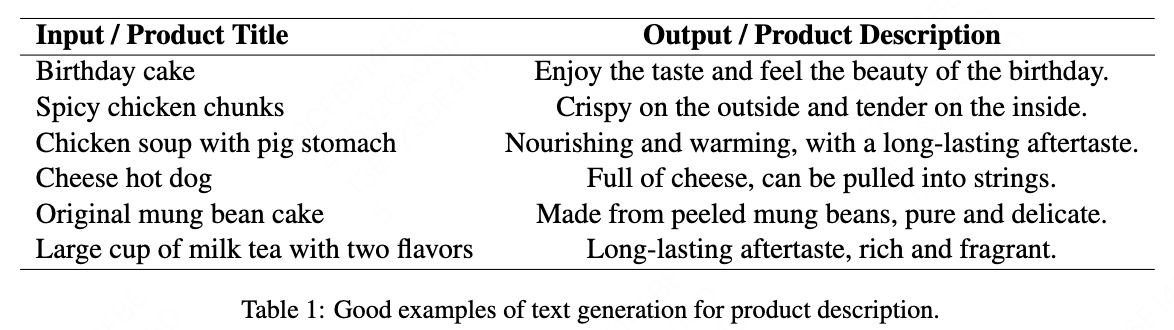 Input / Product Title Output / Product Description
Birthday cake Enjoy the taste and feel the beauty of the birthday.
Spicy chicken chunks Crispy on the outside and tender on the inside.
Chicken soup with pig stomach Nourishing and warming, with a long-lasting aftertaste.
Cheese hot dog Full of cheese, can be pulled into strings.
Original mung bean cake Made from peeled mung beans, pure and delicate.
Large cup of milk tea with two flavors Long-lasting aftertaste, rich and fragrant.
Table 1: Good examples of text generation for product description.